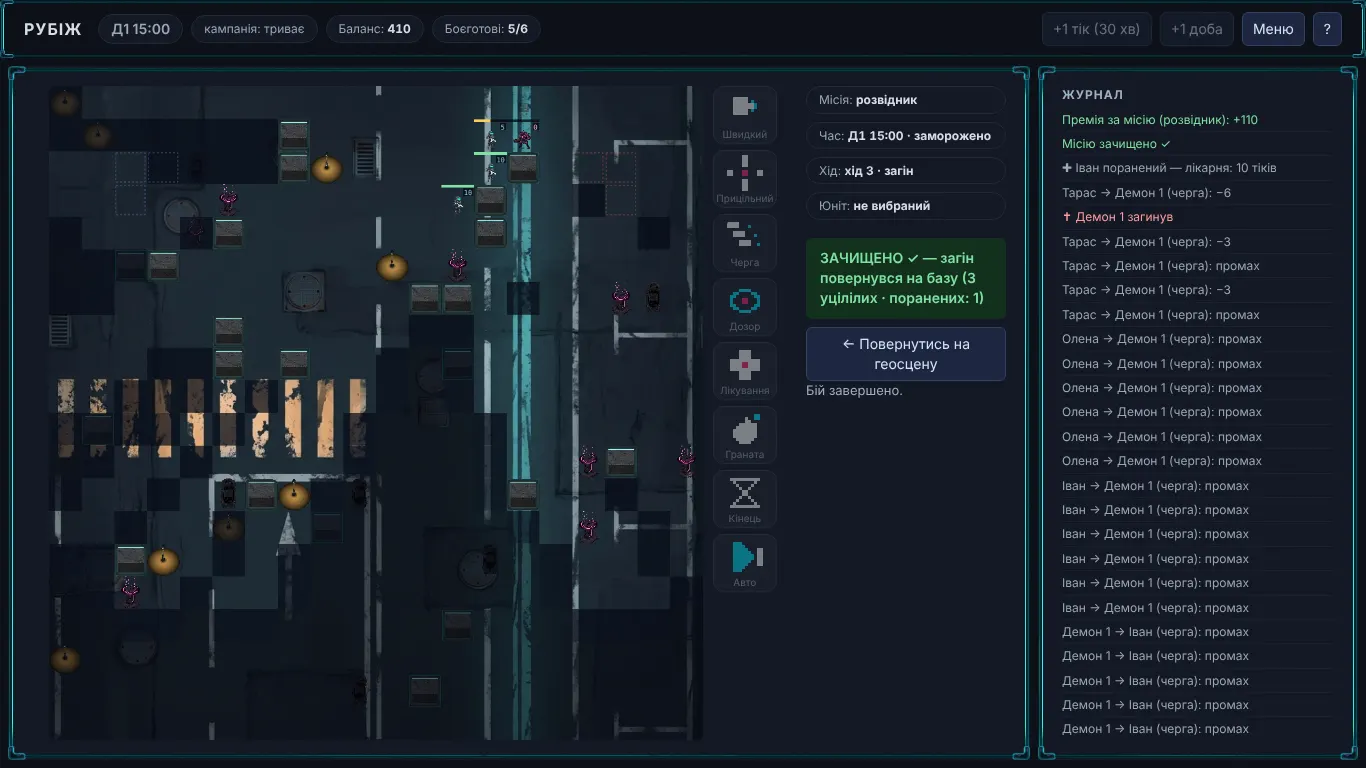 РУБІЖ
Д1 15:00
кампанія: триває
Баланс: 410
Боєготові: 5/6
+1 тік (30 хв)
+1 доба
Меню
?
5
0
10
10
Швидкий
Прицільний
Черга
Дозор
Лікування
Граната
Кінець
Авто
Місія: розвідник
Час: Д1 15:00 · заморожено
Хід: хід 3 · загін
Юніт: не вибраний
ЗАЧИЩЕНО ✓ — загін
повернувся на базу (3
уцілілих · поранених: 1)
← Повернутись на
геосцену
Бій завершено.
ЖУРНАЛ
Премія за місію (розвідник): +110
Місію зачищено ✓
✚ Іван поранений — лікарня: 10 тіків
Тарас → Демон 1 (черга): −6
✝ Демон 1 загинув
Тарас → Демон 1 (черга): −3
Тарас → Демон 1 (черга): промах
Тарас → Демон 1 (черга): −3
Тарас → Демон 1 (черга): промах
Олена → Демон 1 (черга): промах
Олена → Демон 1 (черга): промах
Олена → Демон 1 (черга): промах
Олена → Демон 1 (черга): промах
Олена → Демон 1 (черга): промах
Олена → Демон 1 (черга): промах
Іван → Демон 1 (черга): промах
Іван → Демон 1 (черга): промах
Іван → Демон 1 (черга): промах
Іван → Демон 1 (черга): промах
Іван → Демон 1 (черга): промах
Іван → Демон 1 (черга): промах
Демон 1 → Іван (черга): промах
Демон 1 → Іван (черга): промах
Демон 1 → Іван (черга): промах
Демон 1 → Іван (черга): промах
Демон 1 → Іван (черга): промах